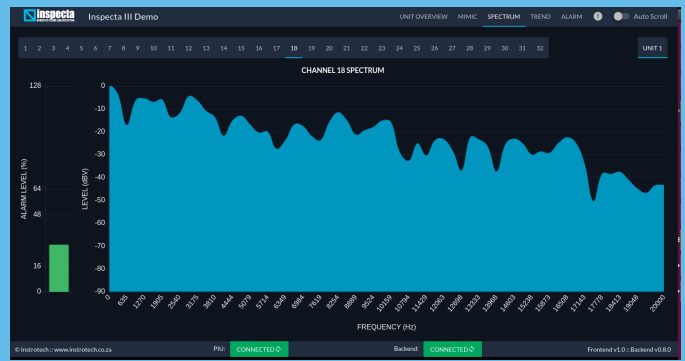 Inspecta
Inspecta III Demo
UNIT OVERVIEW MIMIC SPECTRUM TREND ALARM ! Auto Scroll
1 2 3 4 5 6 7 8 9 10 11 12 13 14 15 16 17 18 19 20 21 22 23 24 25 26 27 28 29 30 31 32 UNIT 1
CHANNEL 18 SPECTRUM
ALARM LEVEL (%)
128
64
48
16
0
LEVEL (dBV)
0
-10
-20
-30
-40
-50
-60
-70
-80
-90
0 635 1270 1905 2540 3175 3810 4444 5079 5714 6349 6984 7619 8254 8889 9524 10159 10794 11429 12063 12698 13333 13968 14603 15238 15873 16508 17143 17778 18413 19048 20000
FREQUENCY (Hz)
© Instrotech :: www.instrotech.co.za PIU: CONNECTED Backend: CONNECTED Frontend v1.0 :: Backend v0.8.0